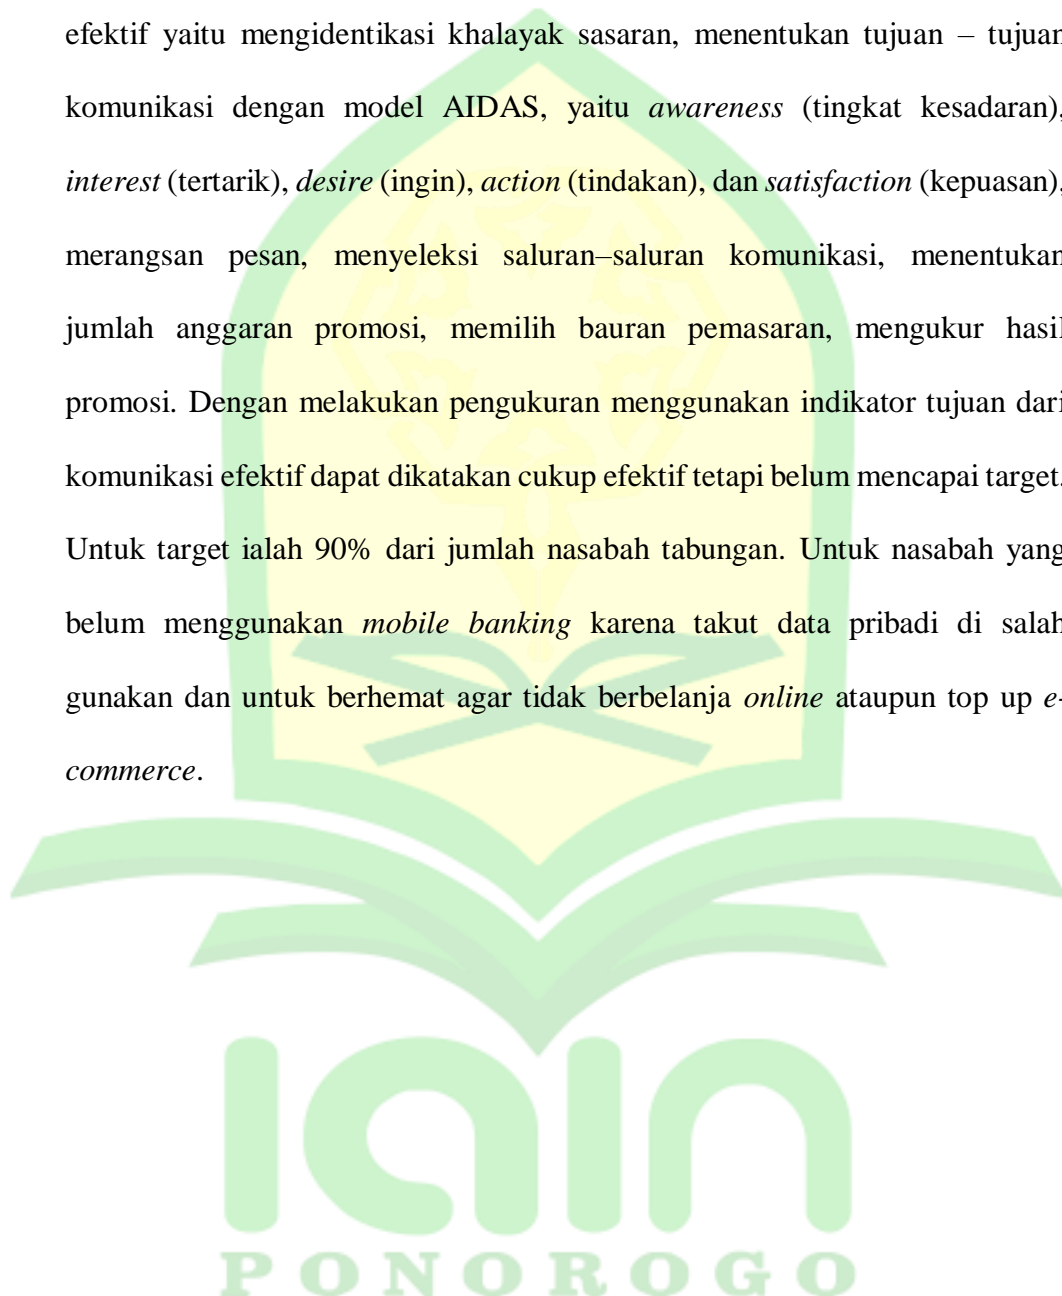 efektif yaitu mengidentikasi khalayak sasaran, menentukan tujuan – tujuan
komunikasi dengan model AIDAS, yaitu awareness (tingkat kesadaran),
interest (tertarik), desire (ingin), action (tindakan), dan satisfaction (kepuasan),
merangsan pesan, menyeleksi saluran–saluran komunikasi, menentukan
jumlah anggaran promosi, memilih bauran pemasaran, mengukur hasil
promosi. Dengan melakukan pengukuran menggunakan indikator tujuan dari
komunikasi efektif dapat dikatakan cukup efektif tetapi belum mencapai target.
Untuk target ialah 90% dari jumlah nasabah tabungan. Untuk nasabah yang
belum menggunakan mobile banking karena takut data pribadi di salah
gunakan dan untuk berhemat agar tidak berbelanja online ataupun top up e-
commerce.
iain
PONOROGO